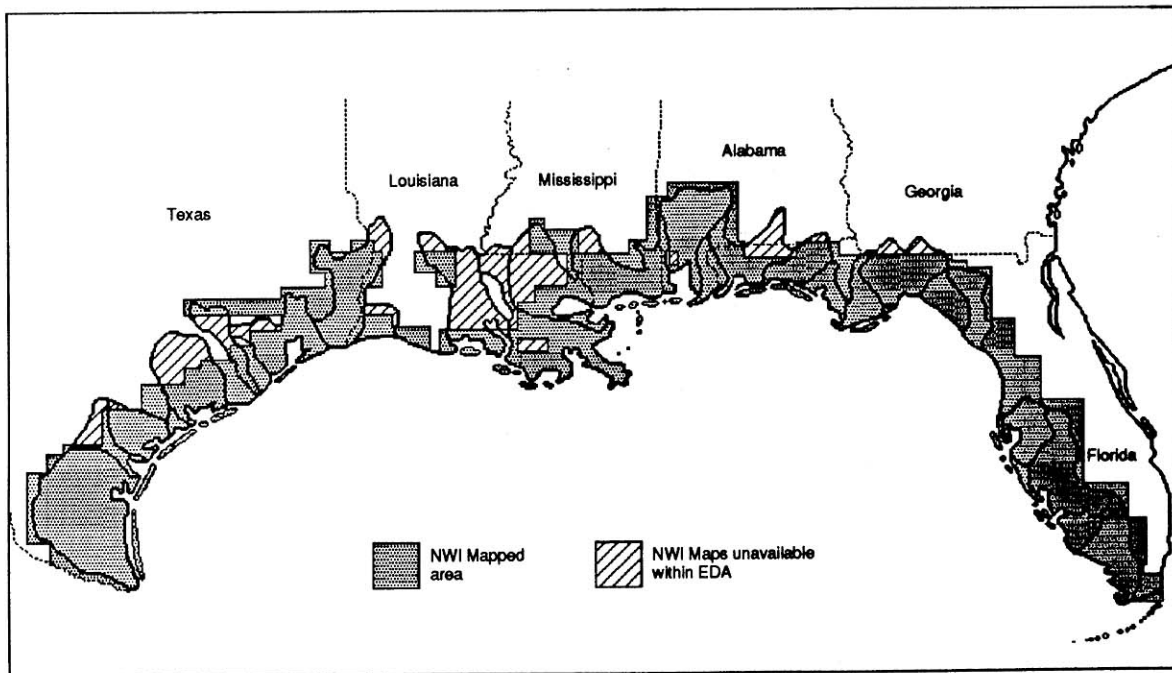 Alabama
Louisiana
Mississippi
Georgia
Texas
Florida
NWI Mapped
area
NWI Maps unavailable
within EDA